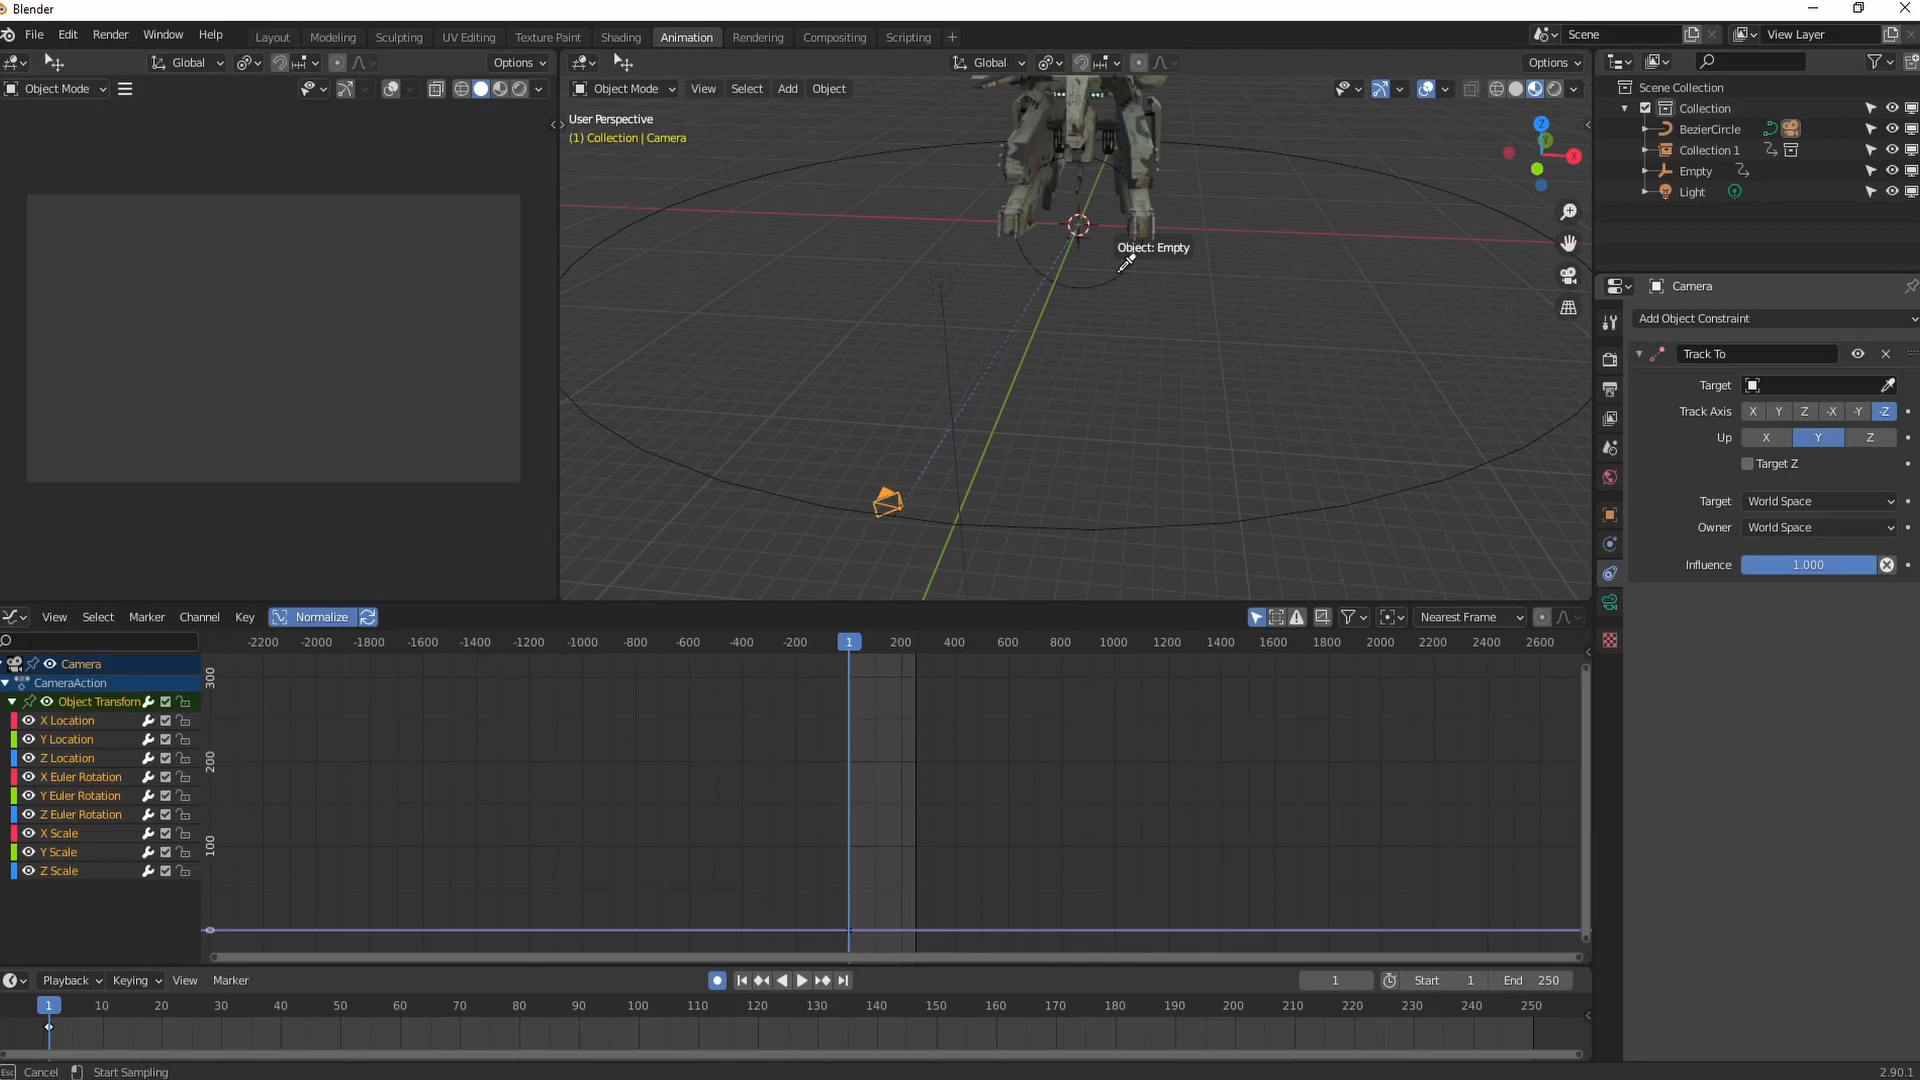 Blender
File Edit Render Window Help Layout Modeling Sculpting UV Editing Texture Paint Shading Animation Rendering Compositing Scripting + Scene View Layer
Global Options Global Options
Object Mode Object Mode View Select Add Object
Scene Collection
User Perspective
(1) Collection | Camera
Collection
BezierCircle
Collection 1
Empty
Light
Z
Y
X
Object: Empty
Camera
Add Object Constraint
Track To
Target
Track Axis X Y Z -X -Y -Z
Up X Y Z
Target Z
Target World Space
Owner World Space
Influence 1.000
View Select Marker Channel Key Normalize Nearest Frame
-2200 -2000 -1800 -1600 -1400 -1200 -1000 -800 -600 -400 -200 1 200 400 600 800 1000 1200 1400 1600 1800 2000 2200 2400 2600
Camera
CameraAction
Object Transforn
X Location
Y Location
Z Location
X Euler Rotation
Y Euler Rotation
Z Euler Rotation
X Scale
Y Scale
Z Scale
300
200
100
Playback Keying View Marker 1 Start 1 End 250
1 10 20 30 40 50 60 70 80 90 100 110 120 130 140 150 160 170 180 190 200 210 220 230 240 250
Esc Cancel Start Sampling 2.90.1